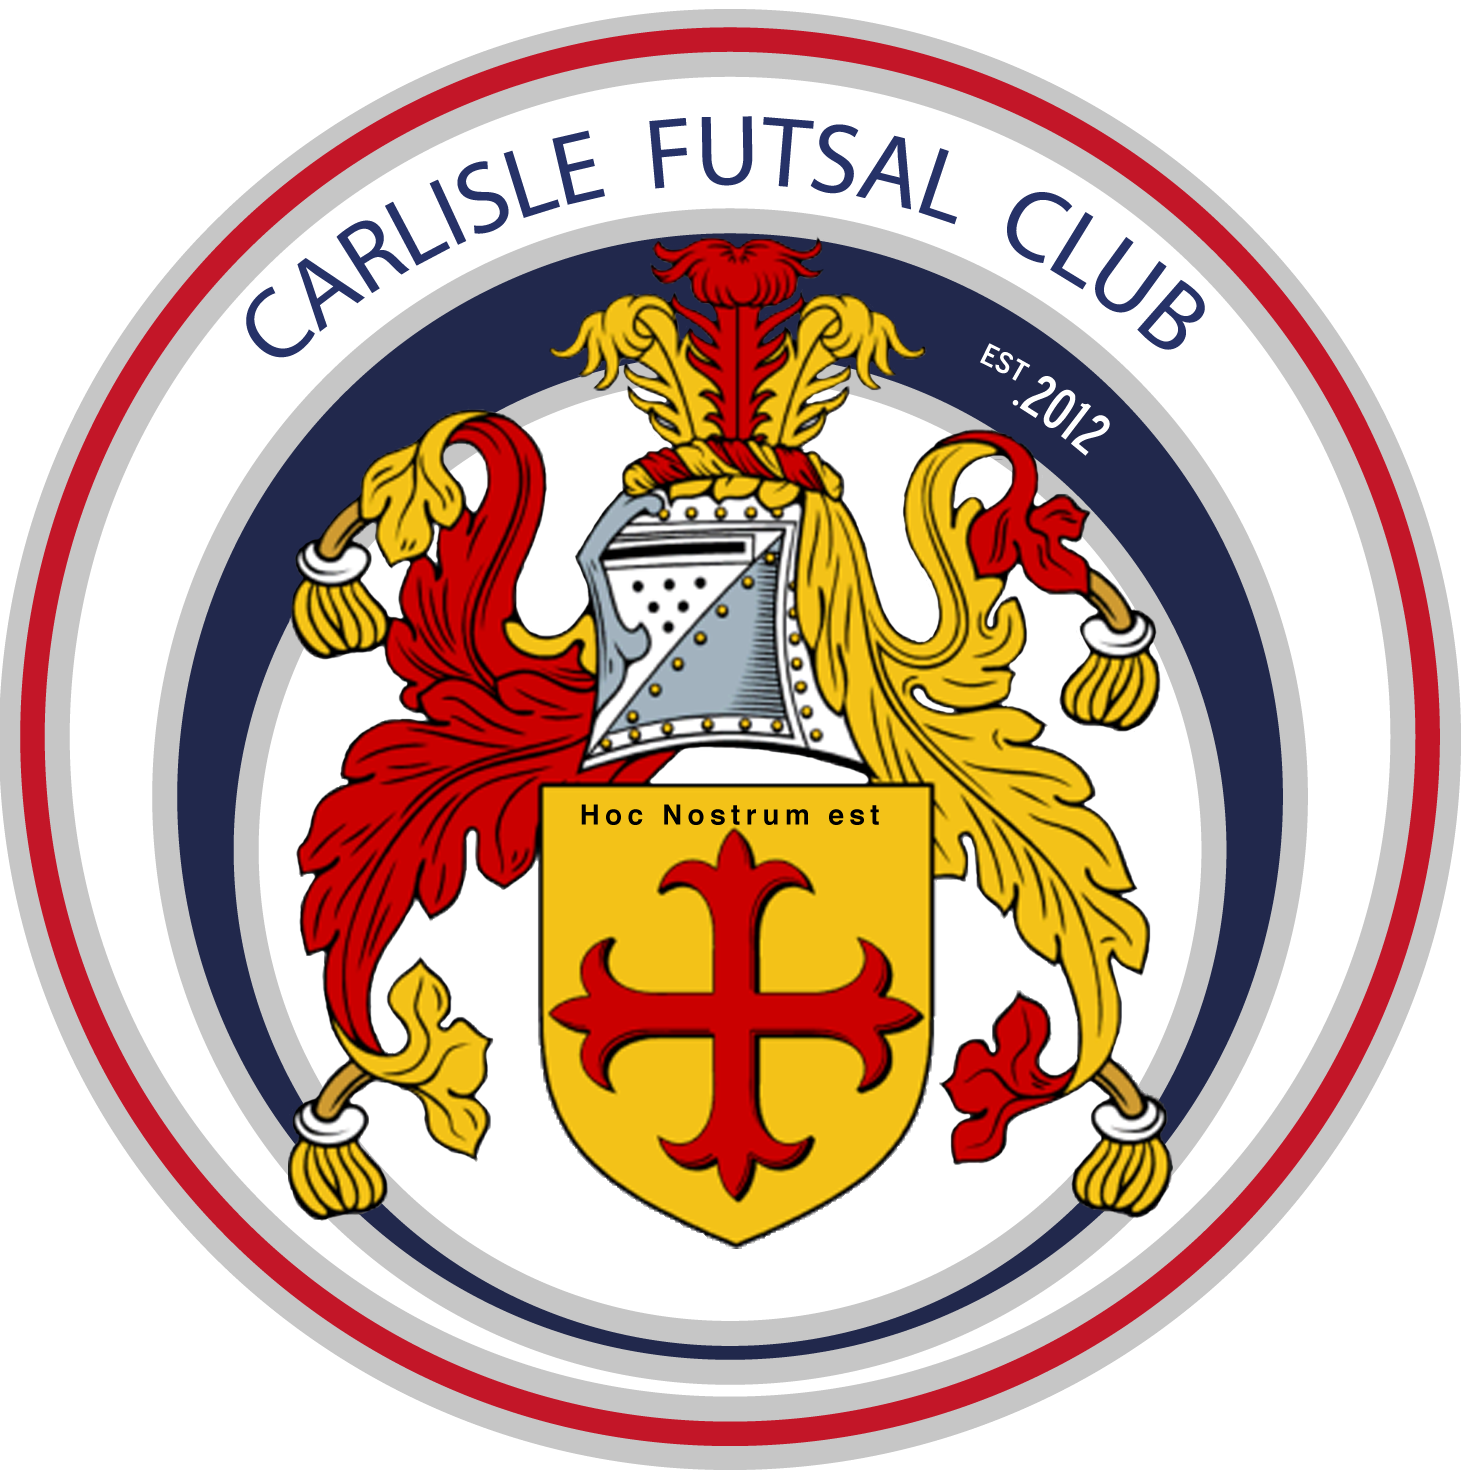 CARLISLE FUTSAL CLUB
EST
.2012
Hoc Nostrum est